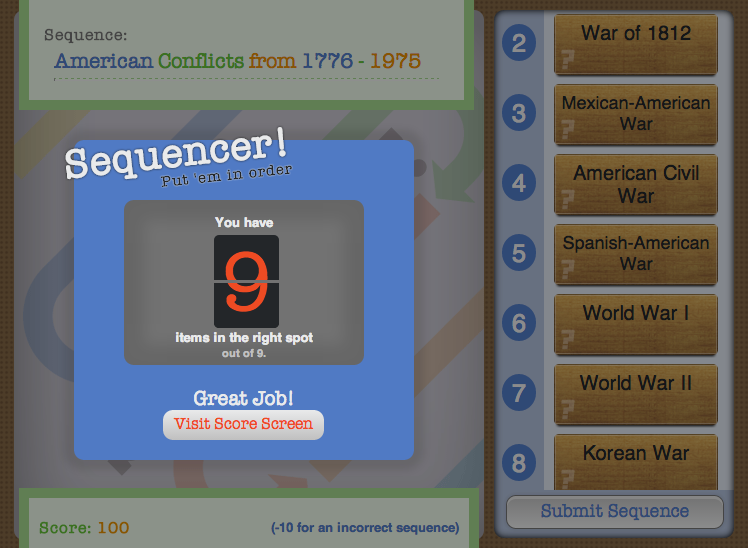 Sequence:
American Conflicts from 1776 - 1975
Sequencer!
Put 'em in order
You have
9
items in the right spot
out of 9.
Great Job!
Visit Score Screen
Score: 100
(-10 for an incorrect sequence)
2
War of 1812
?
3
Mexican-American
War
?
4
American Civil
War
?
5
Spanish-American
War
?
6
World War I
?
7
World War II
?
8
Korean War
?
Submit Sequence